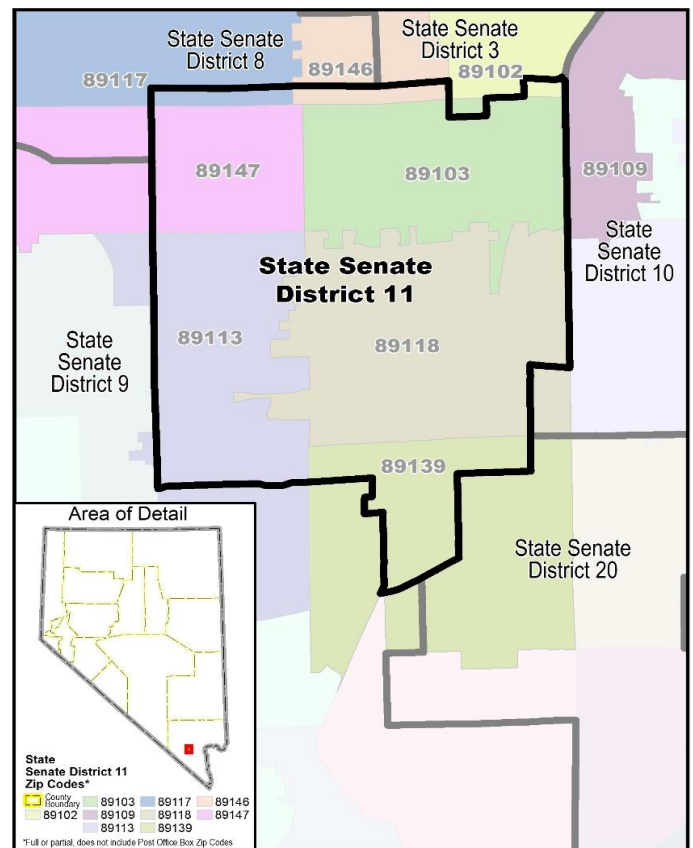 State Senate
District 8
State Senate
District 3
89117
89146
89102
89147
89103
89109
State
Senate
District 10
State Senate
District 11
89113
89118
State
Senate
District 9
89139
State Senate
District 20
Area of Detail
State
Senate District 11
Zip Codes*
County
Boundary
89103 89117 89146
89102 89109 89118 89147
89113 89139
*Full or partial, does not include Post Office Box Zip Codes